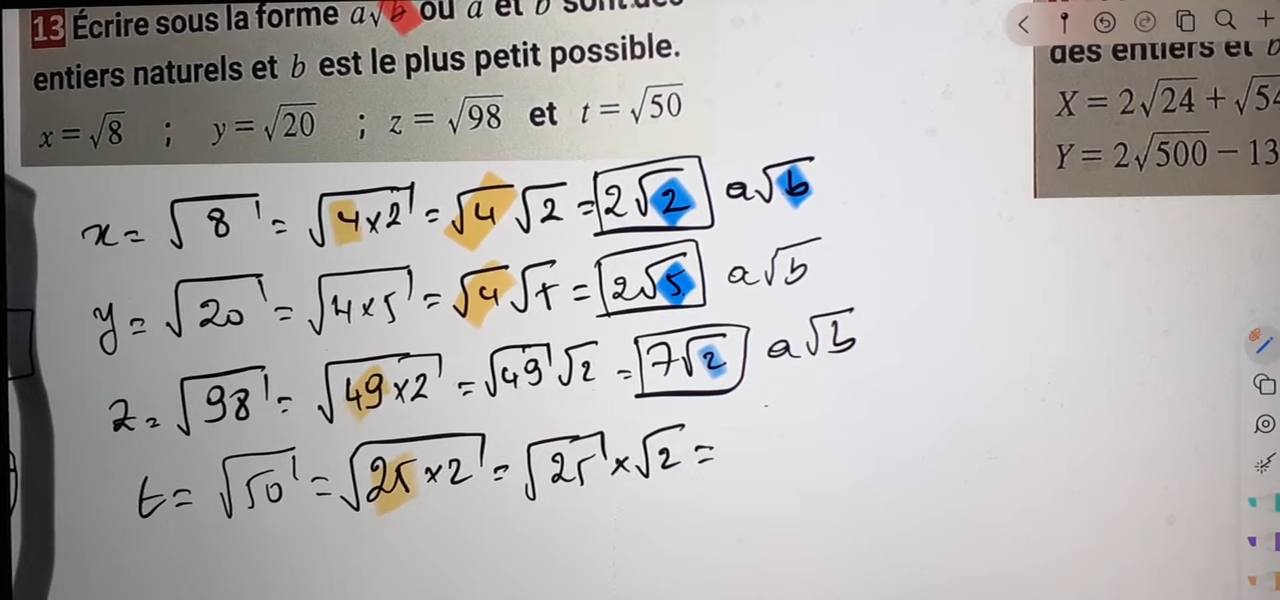 13 Écrire sous la forme a√b où a et b sont des
entiers naturels et b est le plus petit possible.
x = √8 ; y = √20 ; z = √98 et t = √50
des entiers et b
X = 2√24 + √54
Y = 2√500 − 13
x = √8 = √4×2 = √4 √2 = 2√2 a√b
y = √20 = √4×5 = √4 √5 = 2√5 a√b
z = √98 = √49×2 = √49 √2 = 7√2 a√b
t = √50 = √25×2 = √25 × √2 =